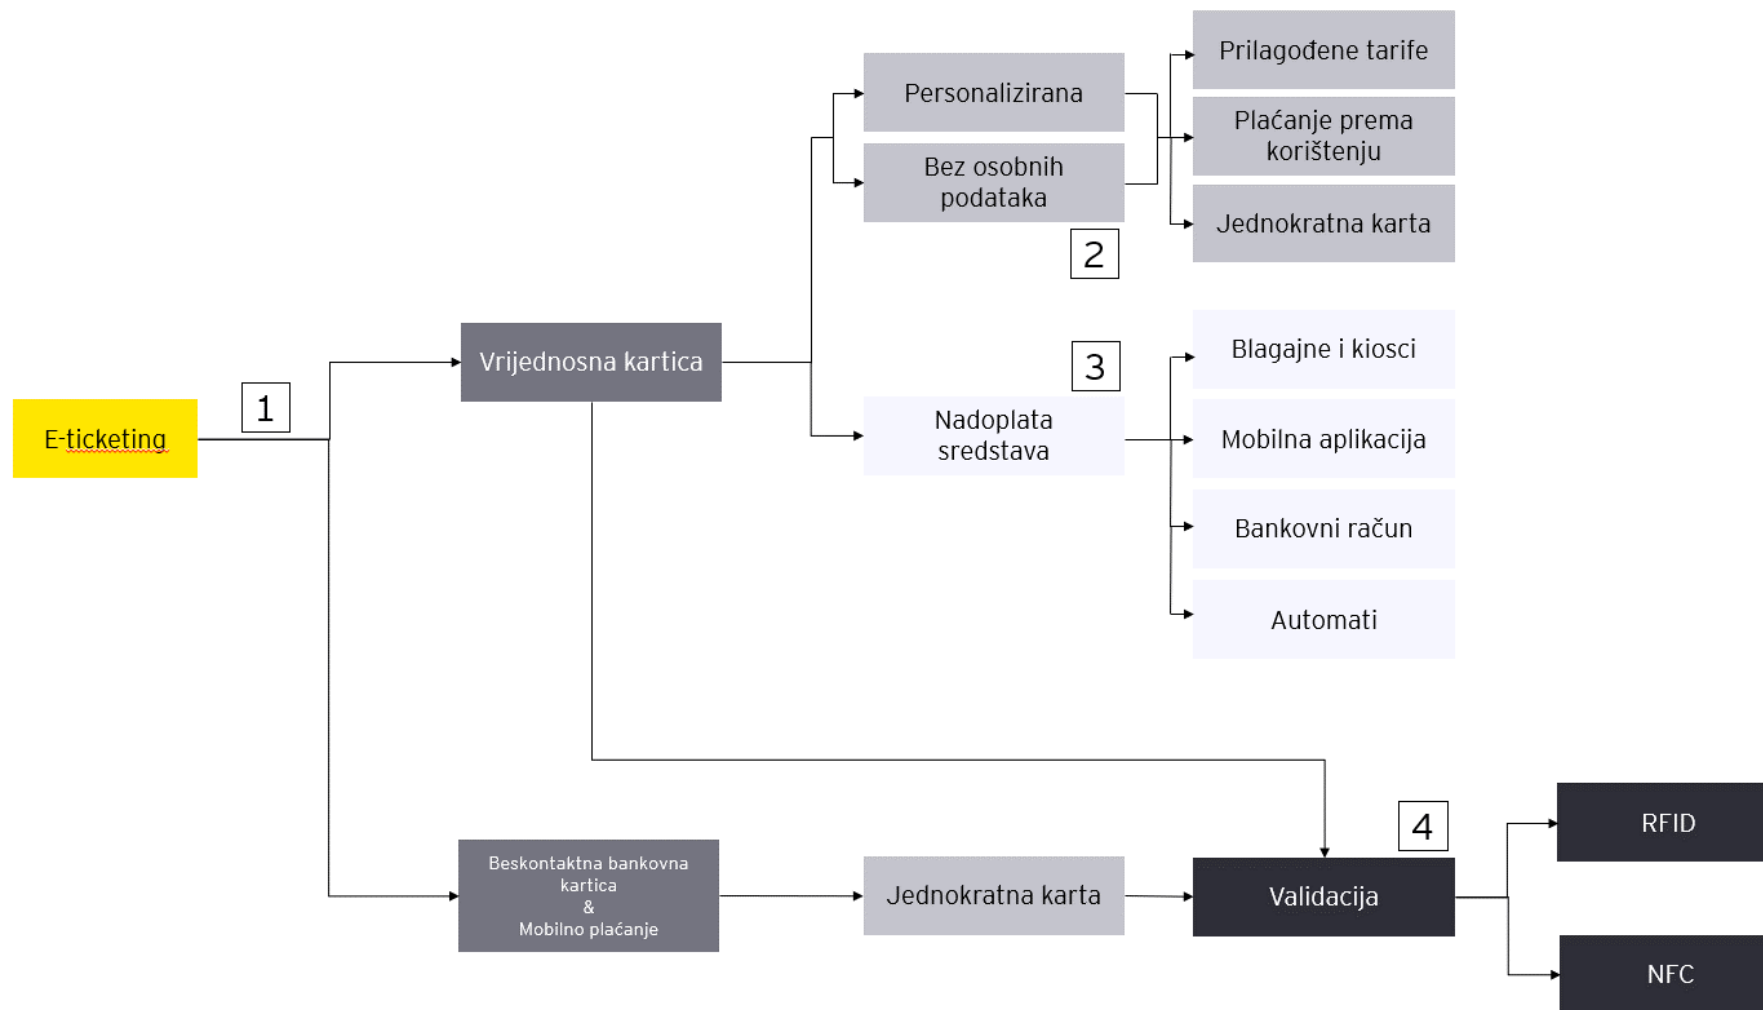 Prilagođene tarife
Personalizirana
Plaćanje prema
korištenju
Bez osobnih
podataka
Jednokratna karta
2
Blagajne i kiosci
Vrijednosna kartica
3
1
Nadoplata
sredstava
E-ticketing
Mobilna aplikacija
Bankovni račun
Automati
4
RFID
Beskontaktna bankovna
kartica
&
Mobilno plaćanje
Jednokratna karta
Validacija
NFC